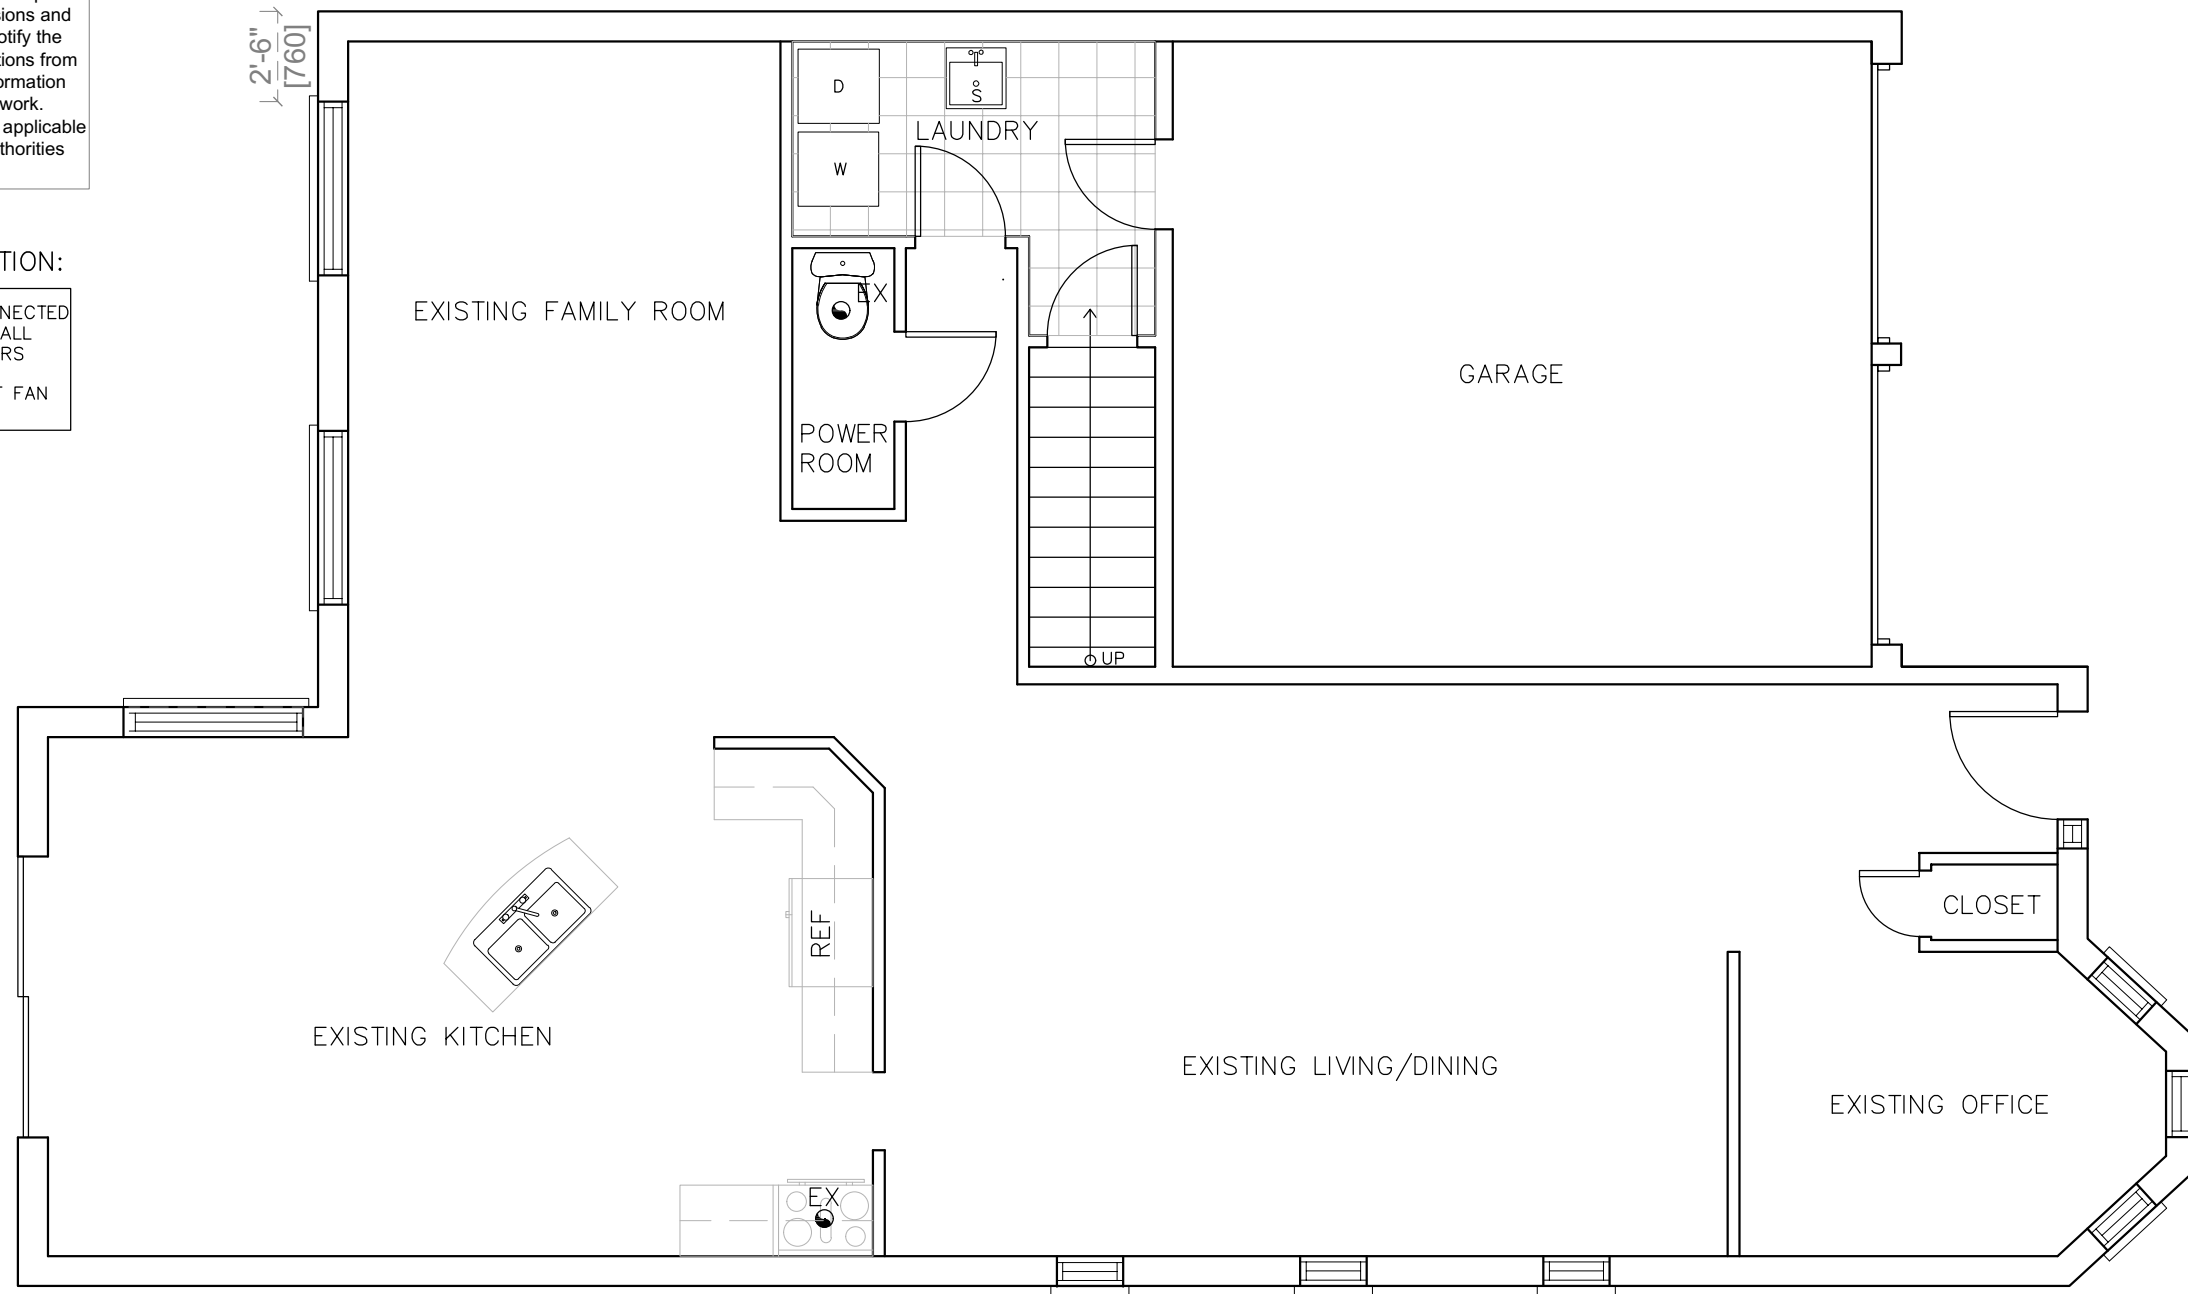 sions and
otify the
tions from
ormation
work.
applicable
thorities
TION:
NECTED
ALL
RS
T FAN
2'-6"
[760]
D
S
LAUNDRY
W
EXISTING FAMILY ROOM
EX
GARAGE
POWER
ROOM
UP
REF
CLOSET
EXISTING KITCHEN
EXISTING LIVING/DINING
EXISTING OFFICE
EX